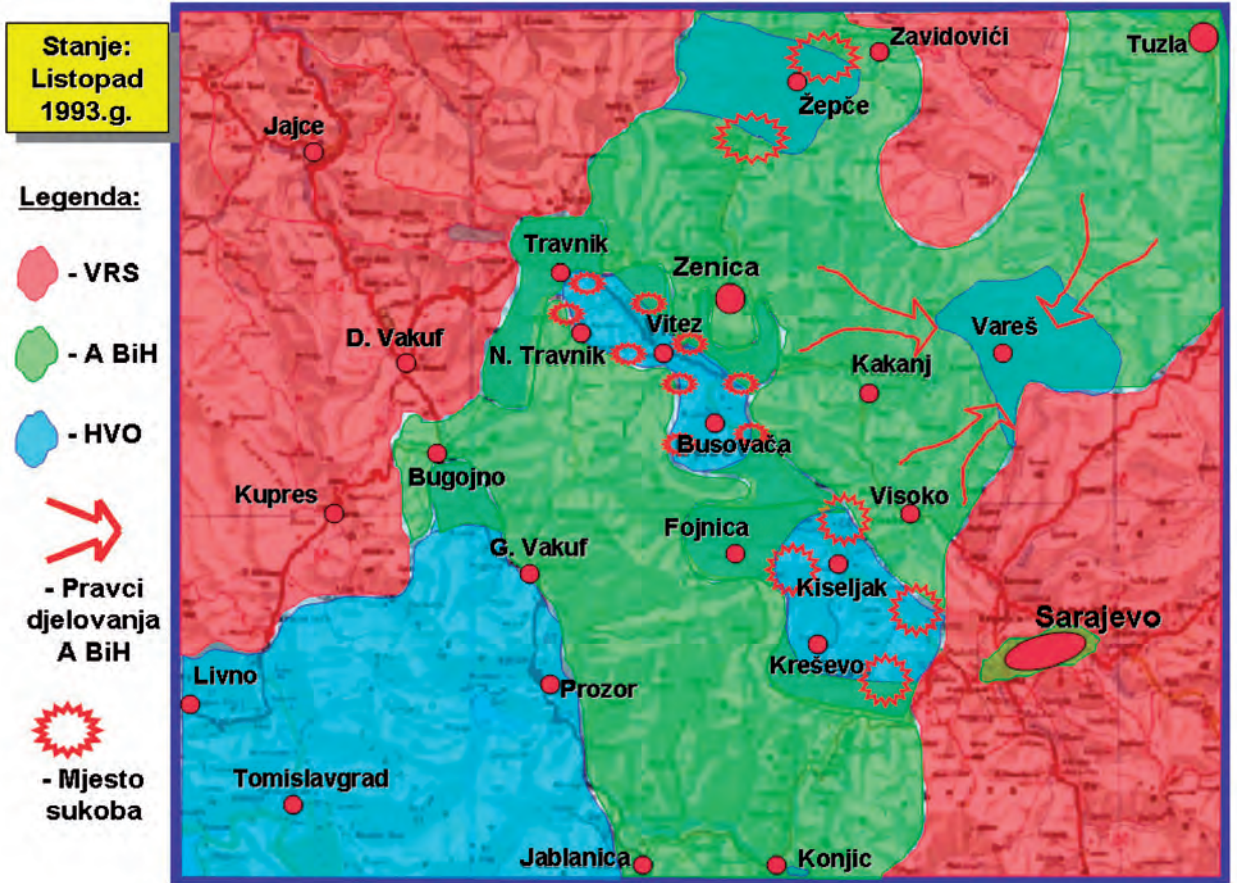 Stanje:
Listopad
1993.g.
Legenda:
- VRS
- A BiH
- HVO
- Pravci
djelovanja
A BiH
- Mjesto
sukoba
Zavidovići
Tuzla
Žepče
Jajce
Travnik
Zenica
Vitez
Vareš
D. Vakuf
N. Travnik
Kakanj
Busovača
Bugojno
Kupres
Visoko
Fojnica
G. Vakuf
Kiseljak
Sarajevo
Kreševo
Livno
Prozor
Tomislavgrad
Jablanica
Konjic